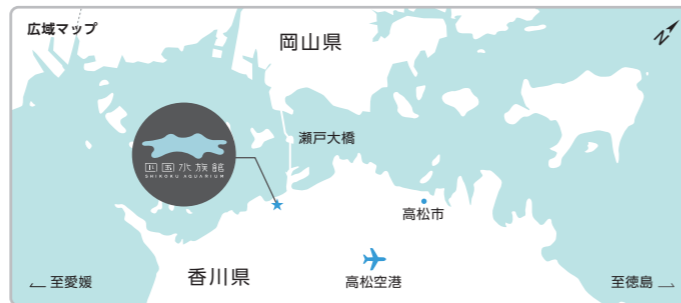 広域マップ
岡山県
N
瀬戸大橋
四国水族館
SHIKOKU AQUARIUM
高松市
香川県
高松空港
← 至愛媛
至徳島 →